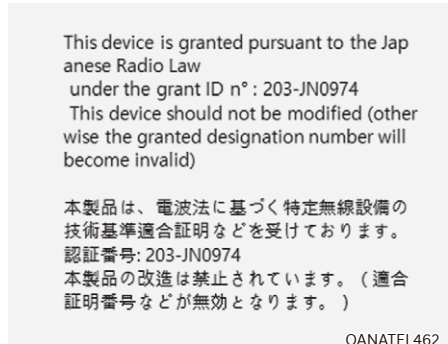 This device is granted pursuant to the Jap
anese Radio Law
under the grant ID n° : 203-JN0974
This device should not be modified (other
wise the granted designation number will
become invalid)
本製品は、電波法に基づく特定無線設備の
技術基準適合証明などを受けております。
認証番号: 203-JN0974
本製品の改造は禁止されています。（適合
証明番号などが無効となります。）
QANATEL462